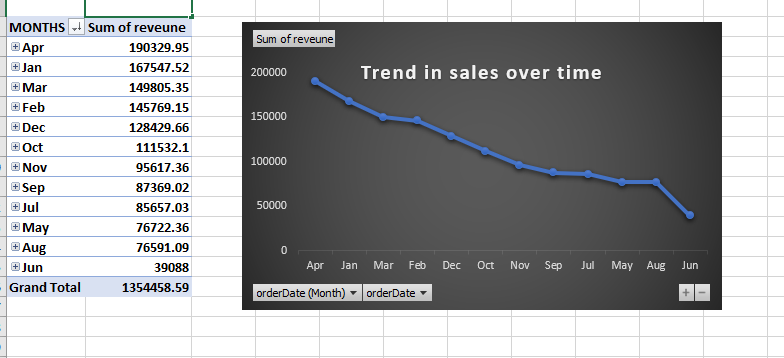 MONTHS Sum of reveune
Apr 190329.95
Jan 167547.52
Mar 149805.35
Feb 145769.15
Dec 128429.66
Oct 111532.1
Nov 95617.36
Sep 87369.02
Jul 85657.03
May 76722.36
Aug 76591.09
Jun 39088
Grand Total 1354458.59
Sum of reveune
Trend in sales over time
200000
150000
100000
50000
0
Apr Jan Mar Feb Dec Oct Nov Sep Jul May Aug Jun
orderDate (Month) orderDate